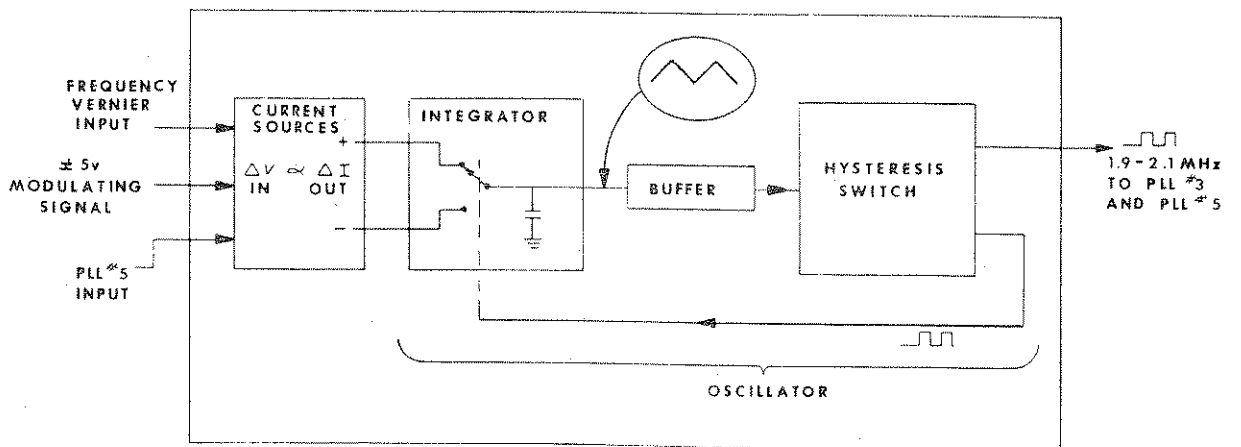 FREQUENCY
VERNIER
INPUT
± 5v
MODULATING
SIGNAL
PLL #5
INPUT
CURRENT
SOURCES
+
ΔV ∝ ΔI
IN OUT
−
INTEGRATOR
BUFFER
HYSTERESIS
SWITCH
1.9-2.1 MHz
TO PLL #3
AND PLL #5
OSCILLATOR